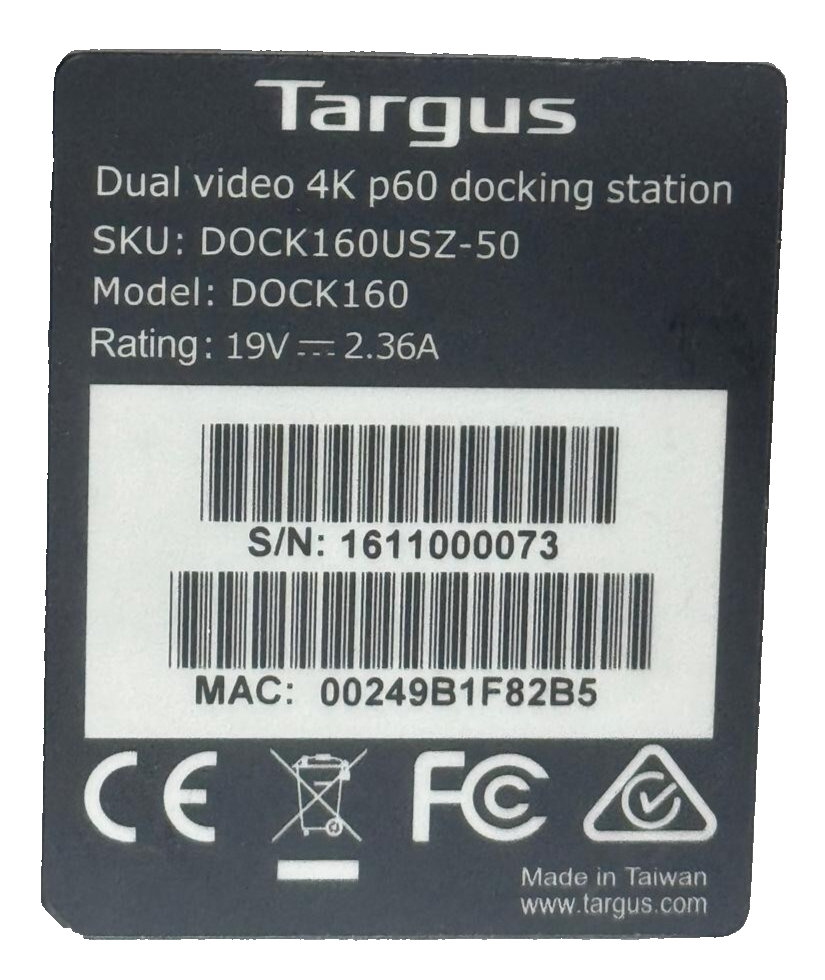 Targus
Dual video 4K p60 docking station
SKU: DOCK160USZ-50
Model: DOCK160
Rating: 19V ⎓ 2.36A
S/N: 1611000073
MAC: 00249B1F82B5
CE FC
Made in Taiwan
www.targus.com